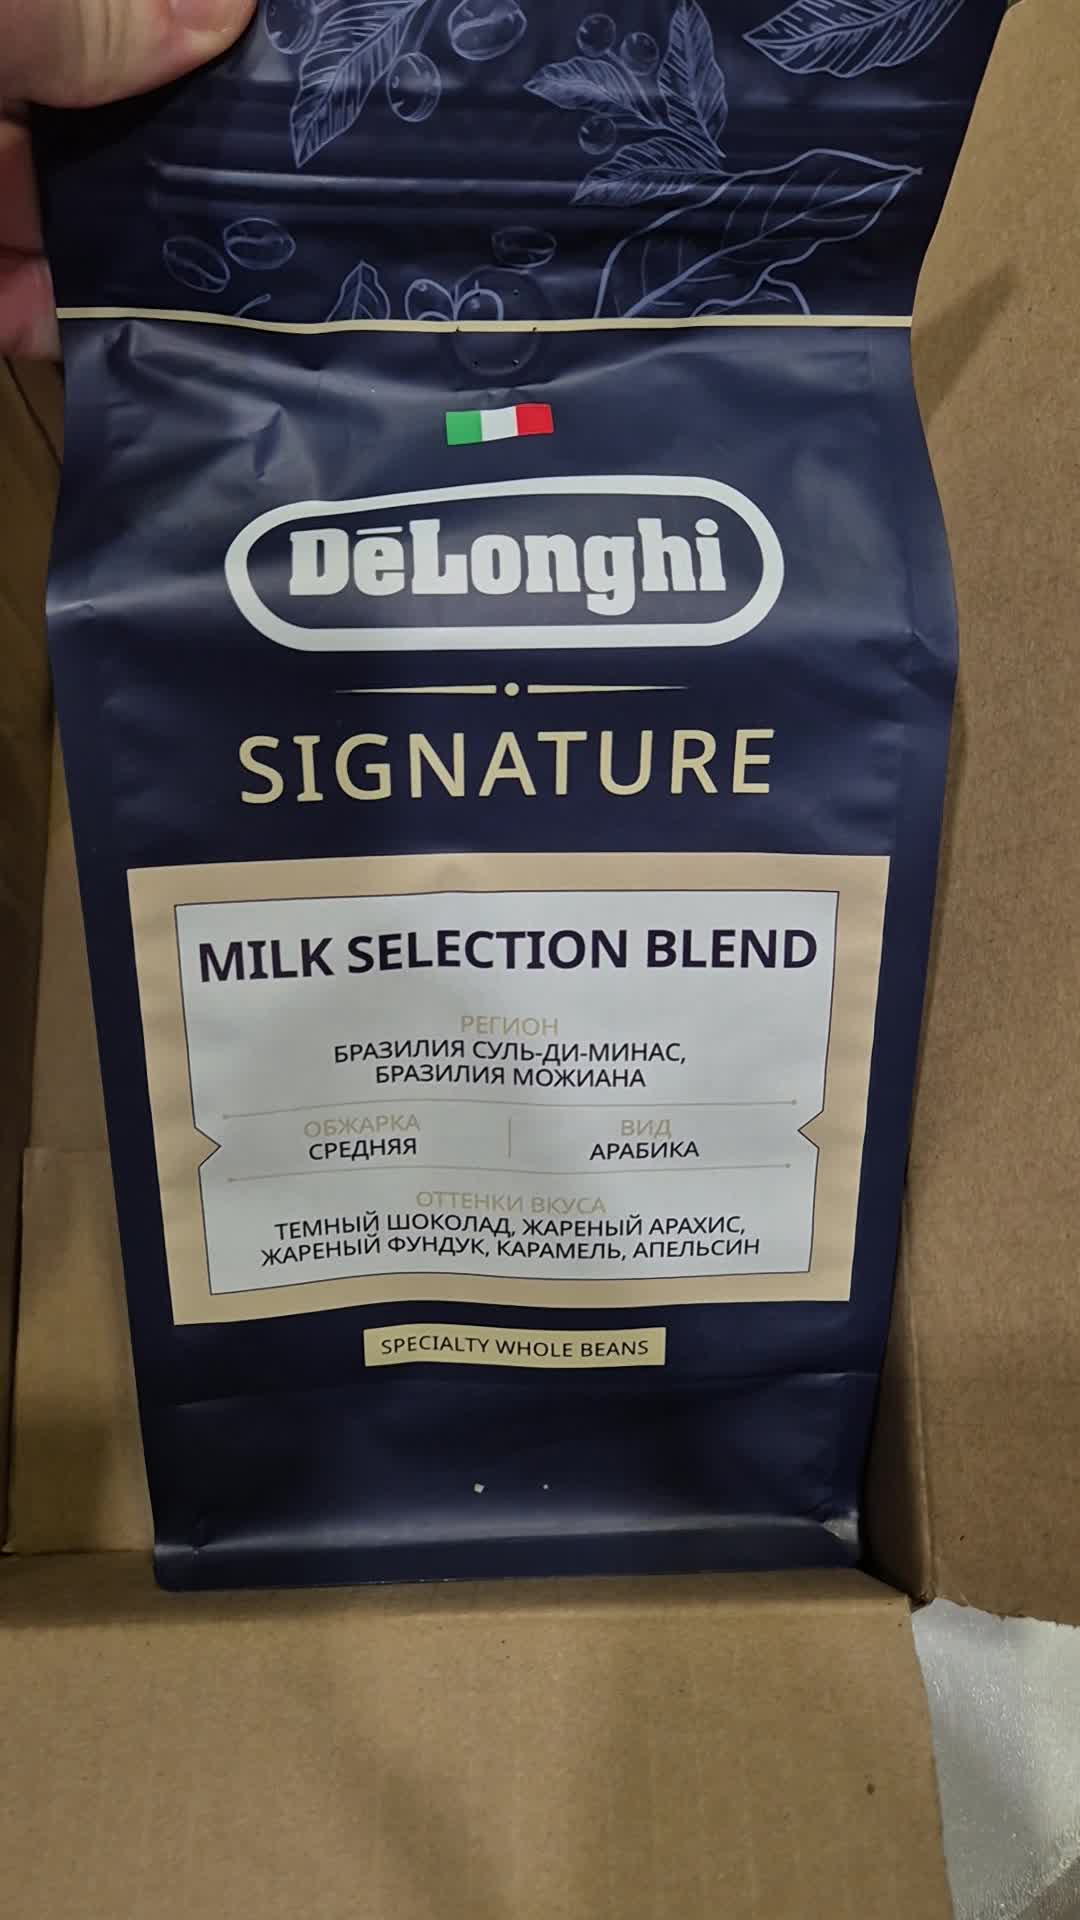 DēLonghi
SIGNATURE
MILK SELECTION BLEND
РЕГИОН
БРАЗИЛИЯ СУЛЬ-ДИ-МИНАС,
БРАЗИЛИЯ МОЖИАНА
ОБЖАРКА
СРЕДНЯЯ
ВИД
АРАБИКА
ОТТЕНКИ ВКУСА
ТЕМНЫЙ ШОКОЛАД, ЖАРЕНЫЙ АРАХИС,
ЖАРЕНЫЙ ФУНДУК, КАРАМЕЛЬ, АПЕЛЬСИН
SPECIALTY WHOLE BEANS